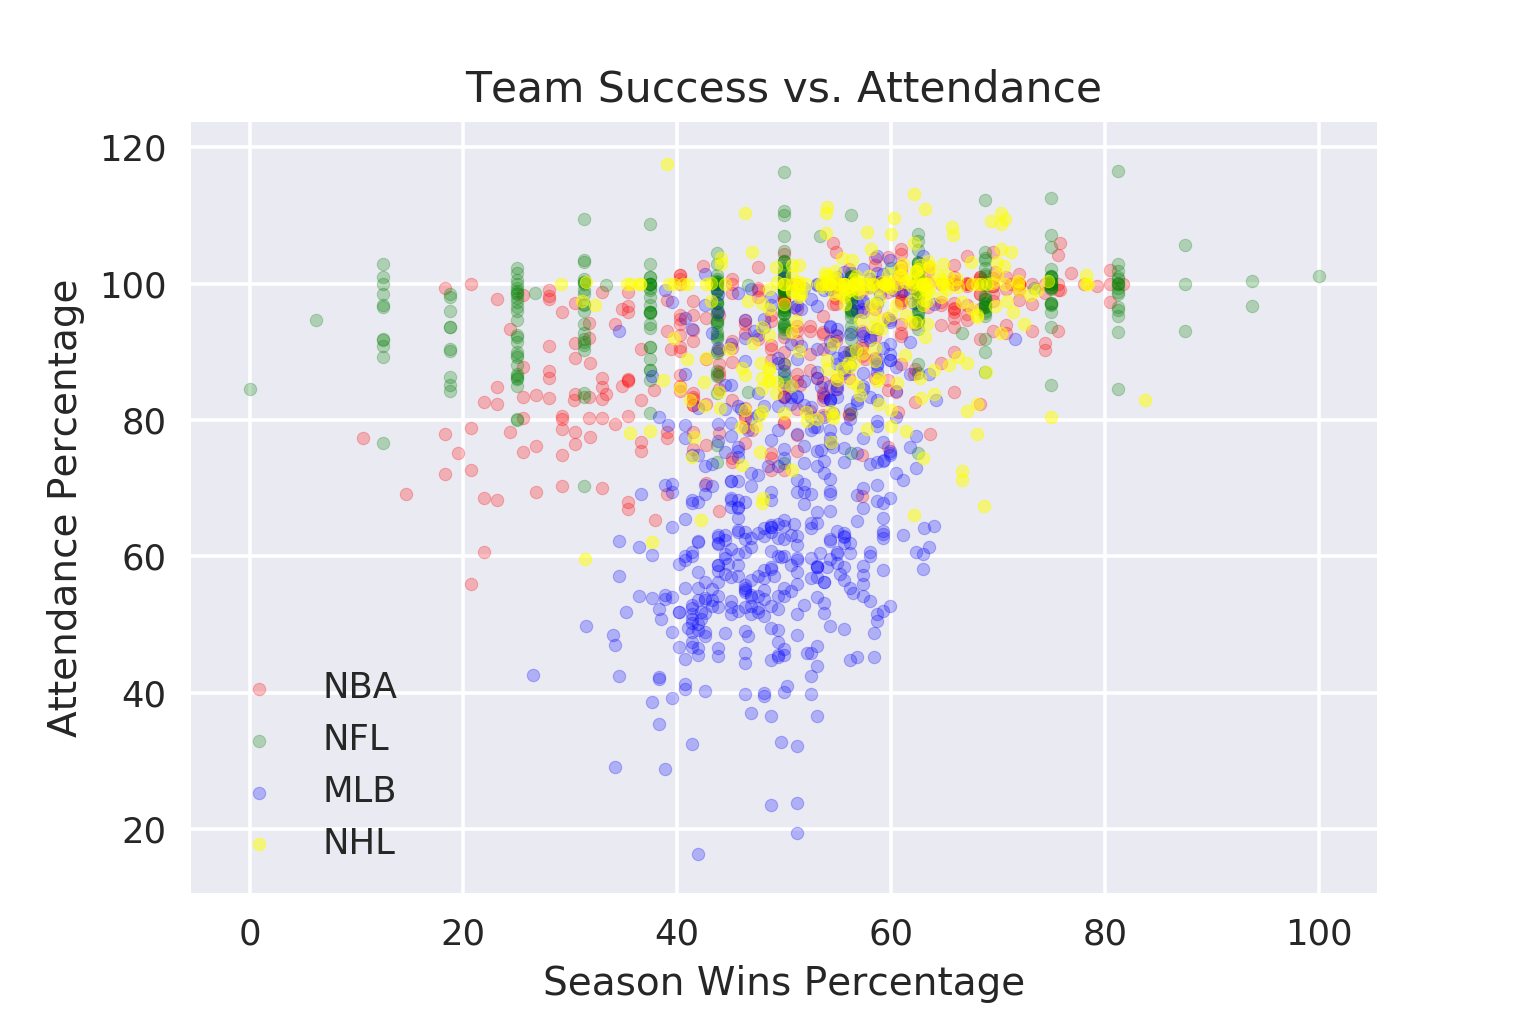 Team Success vs. Attendance
120
100
80
60
40
20
Attendance Percentage
NBA
NFL
MLB
NHL
0 20 40 60 80 100
Season Wins Percentage